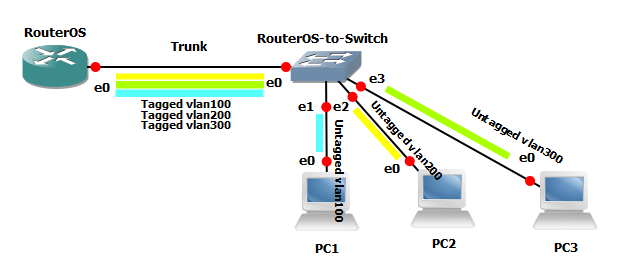 RouterOS
Trunk
RouterOS-to-Switch
e0
e0
Tagged vlan100
Tagged vlan200
Tagged vlan300
e1
e2
e3
Untagged vlan100
Untagged vlan200
Untagged vlan300
e0
e0
e0
PC1
PC2
PC3